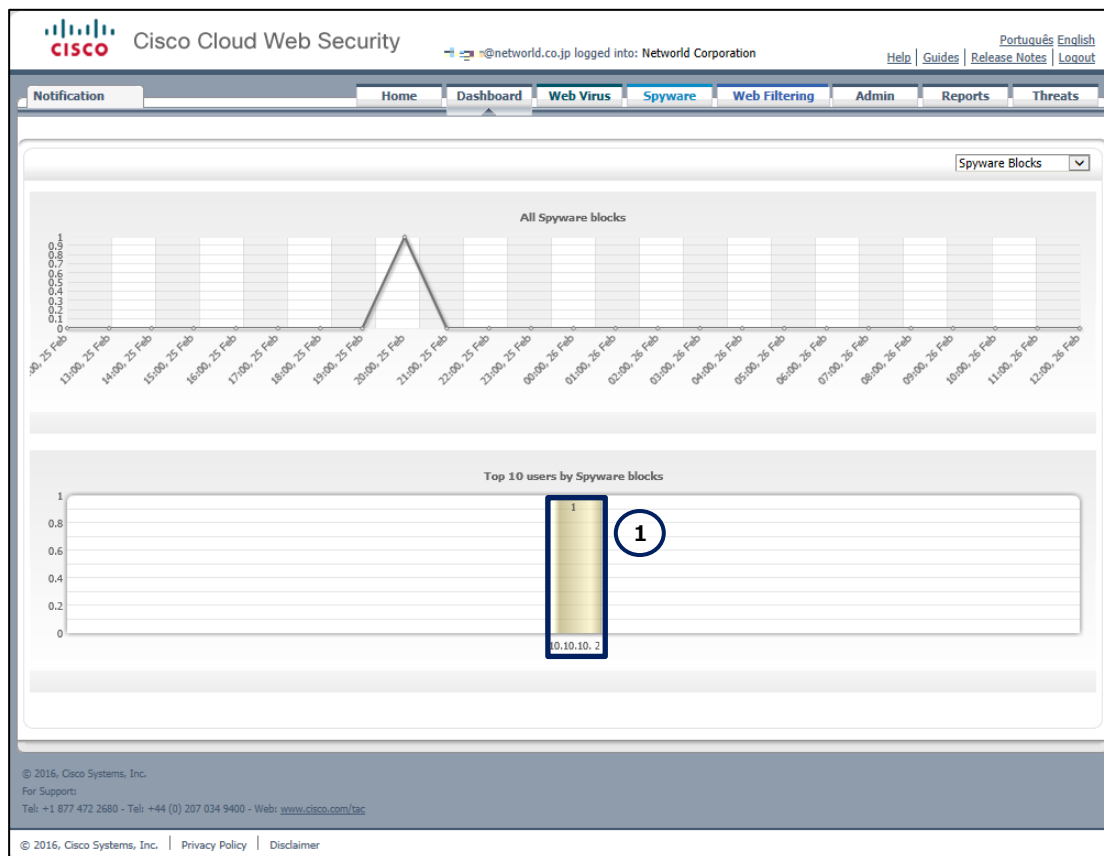 CISCO Cisco Cloud Web Security
n@networld.co.jp logged into: Networld Corporation
Português English
Help | Guides | Release Notes | Logout
Notification Home Dashboard Web Virus Spyware Web Filtering Admin Reports Threats
Spyware Blocks
All Spyware blocks
1
0.9
0.8
0.7
0.6
0.5
0.4
0.3
0.2
0.1
0
:00, 25 Feb
13:00, 25 Feb
14:00, 25 Feb
15:00, 25 Feb
16:00, 25 Feb
17:00, 25 Feb
18:00, 25 Feb
19:00, 25 Feb
20:00, 25 Feb
21:00, 25 Feb
22:00, 25 Feb
23:00, 25 Feb
00:00, 26 Feb
01:00, 26 Feb
02:00, 26 Feb
03:00, 26 Feb
04:00, 26 Feb
05:00, 26 Feb
06:00, 26 Feb
07:00, 26 Feb
08:00, 26 Feb
09:00, 26 Feb
10:00, 26 Feb
11:00, 26 Feb
12:00, 26 Feb
Top 10 users by Spyware blocks
1
0.8
0.6
0.4
0.2
0
1
1
10.10.10. 2
© 2016, Cisco Systems, Inc.
For Support:
Tel: +1 877 472 2680 - Tel: +44 (0) 207 034 9400 - Web: www.cisco.com/tac
© 2016, Cisco Systems, Inc. | Privacy Policy | Disclaimer